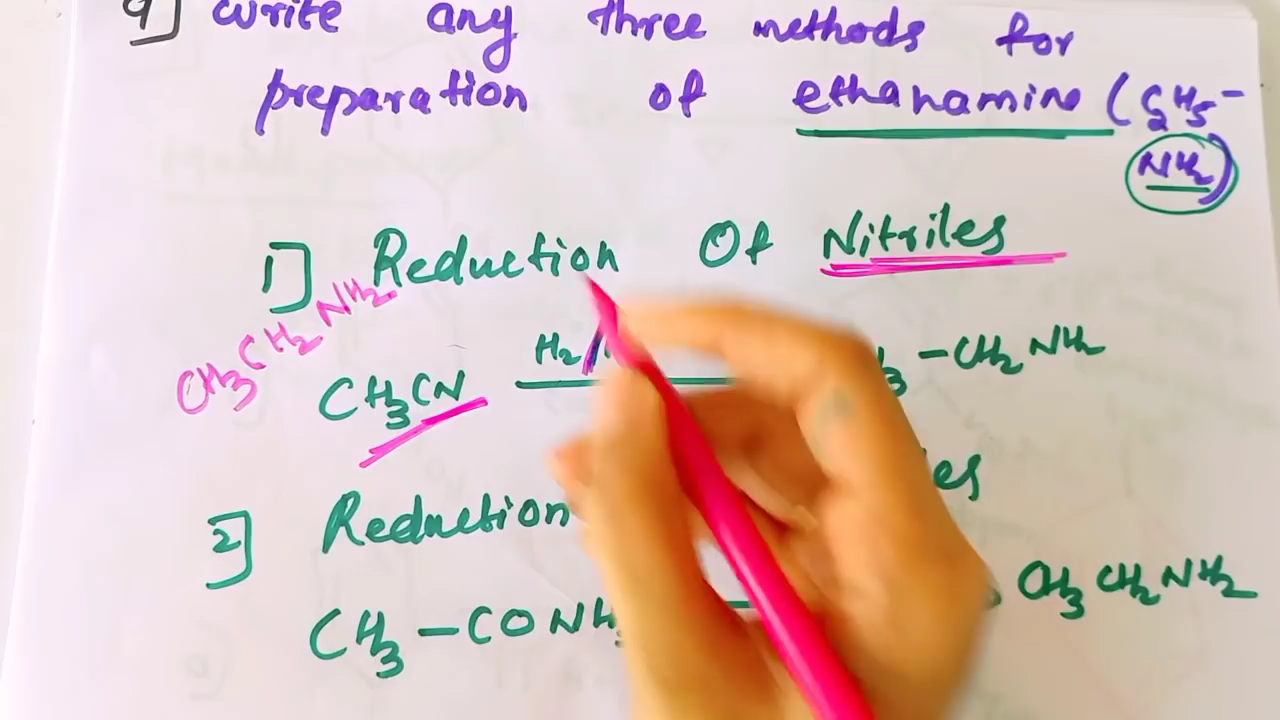 9] Write any three methods for
preparation of ethanamine (C2H5-
NH2)
1] Reduction Of Nitriles
CH3CH2NH2
CH3CN H2/ -CH2NH2
2] Reduction
CH3-CONH CH3CH2NH2